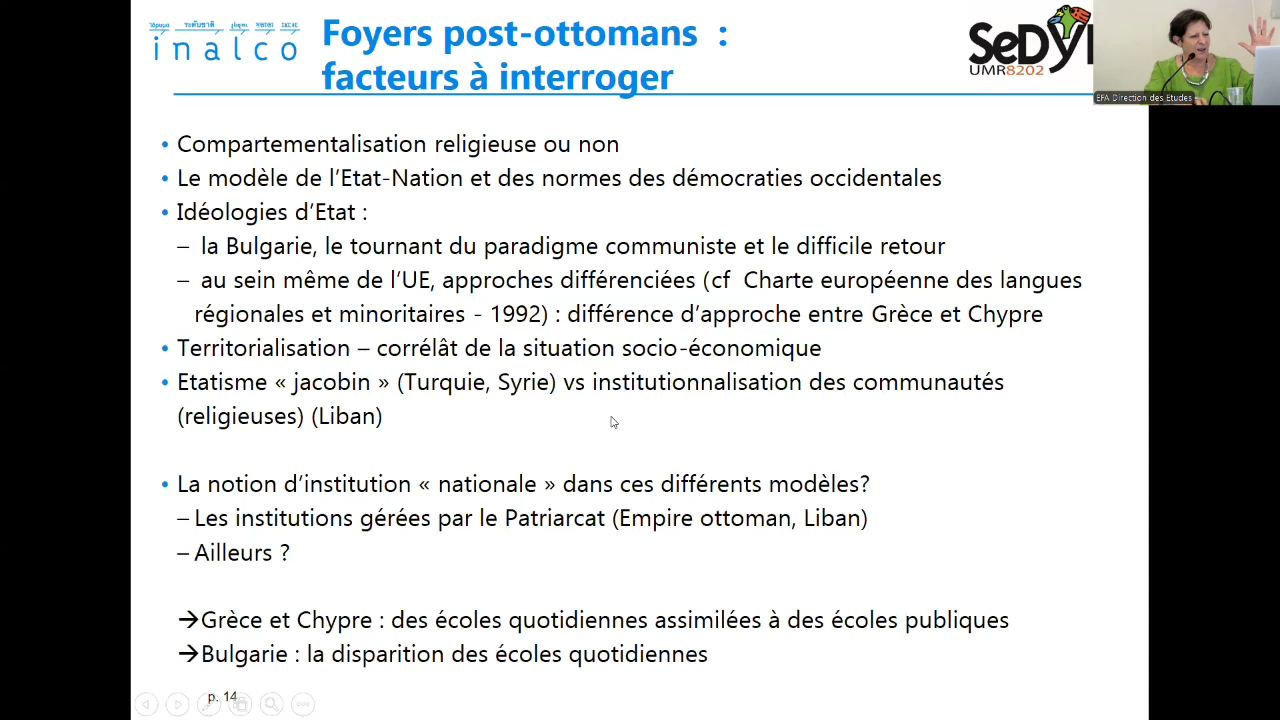 inalco
Foyers post-ottomans :
facteurs à interroger
SeDyl
UMR8202
EFA Direction des Etudes
• Compartementalisation religieuse ou non
• Le modèle de l’Etat-Nation et des normes des démocraties occidentales
• Idéologies d’Etat :
– la Bulgarie, le tournant du paradigme communiste et le difficile retour
– au sein même de l’UE, approches différenciées (cf Charte européenne des langues
régionales et minoritaires - 1992) : différence d’approche entre Grèce et Chypre
• Territorialisation – corrélât de la situation socio-économique
• Etatisme « jacobin » (Turquie, Syrie) vs institutionnalisation des communautés
(religieuses) (Liban)
• La notion d’institution « nationale » dans ces différents modèles?
– Les institutions gérées par le Patriarcat (Empire ottoman, Liban)
– Ailleurs ?
→Grèce et Chypre : des écoles quotidiennes assimilées à des écoles publiques
→Bulgarie : la disparition des écoles quotidiennes
p. 14